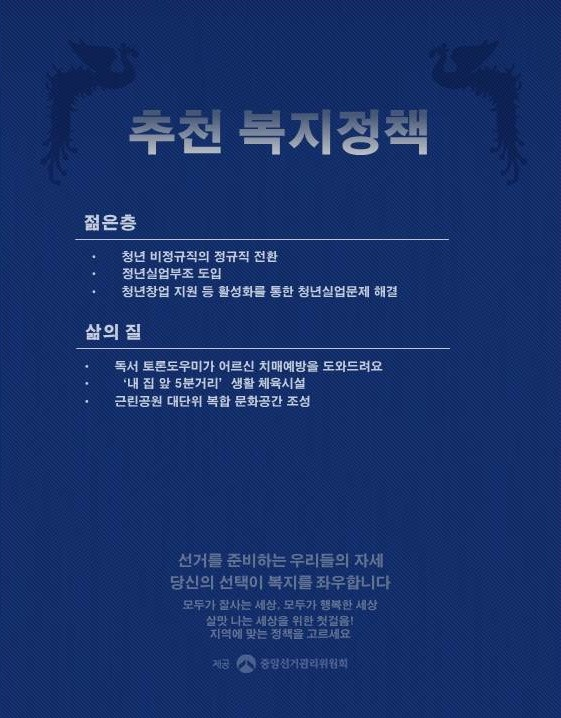 추천 복지정책
젊은층
• 청년 비정규직의 정규직 전환
• 정년실업부조 도입
• 청년창업 지원 등 활성화를 통한 청년실업문제 해결
삶의 질
• 독서 토론도우미가 어르신 치매예방을 도와드려요
• ‘내 집 앞 5분거리’ 생활 체육시설
• 근린공원 대단위 복합 문화공간 조성
선거를 준비하는 우리들의 자세
당신의 선택이 복지를 좌우합니다
모두가 잘사는 세상, 모두가 행복한 세상
살맛 나는 세상을 위한 첫걸음!
지역에 맞는 정책을 고르세요
제공 중앙선거관리위원회